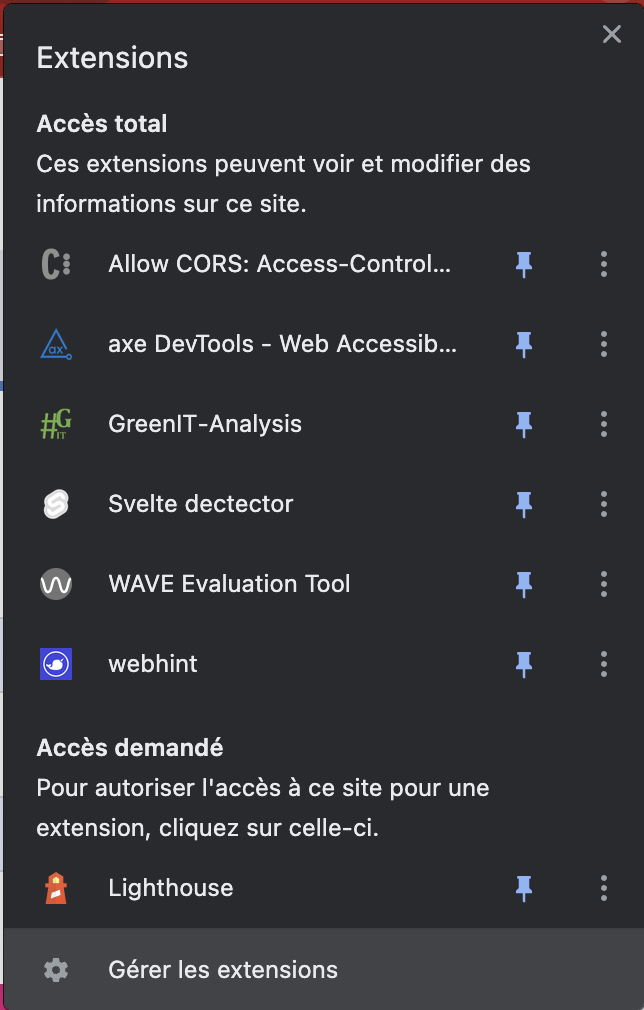 Extensions
Accès total
Ces extensions peuvent voir et modifier des
informations sur ce site.
Allow CORS: Access-Control...
axe DevTools - Web Accessib...
GreenIT-Analysis
Svelte dectector
WAVE Evaluation Tool
webhint
Accès demandé
Pour autoriser l'accès à ce site pour une
extension, cliquez sur celle-ci.
Lighthouse
Gérer les extensions